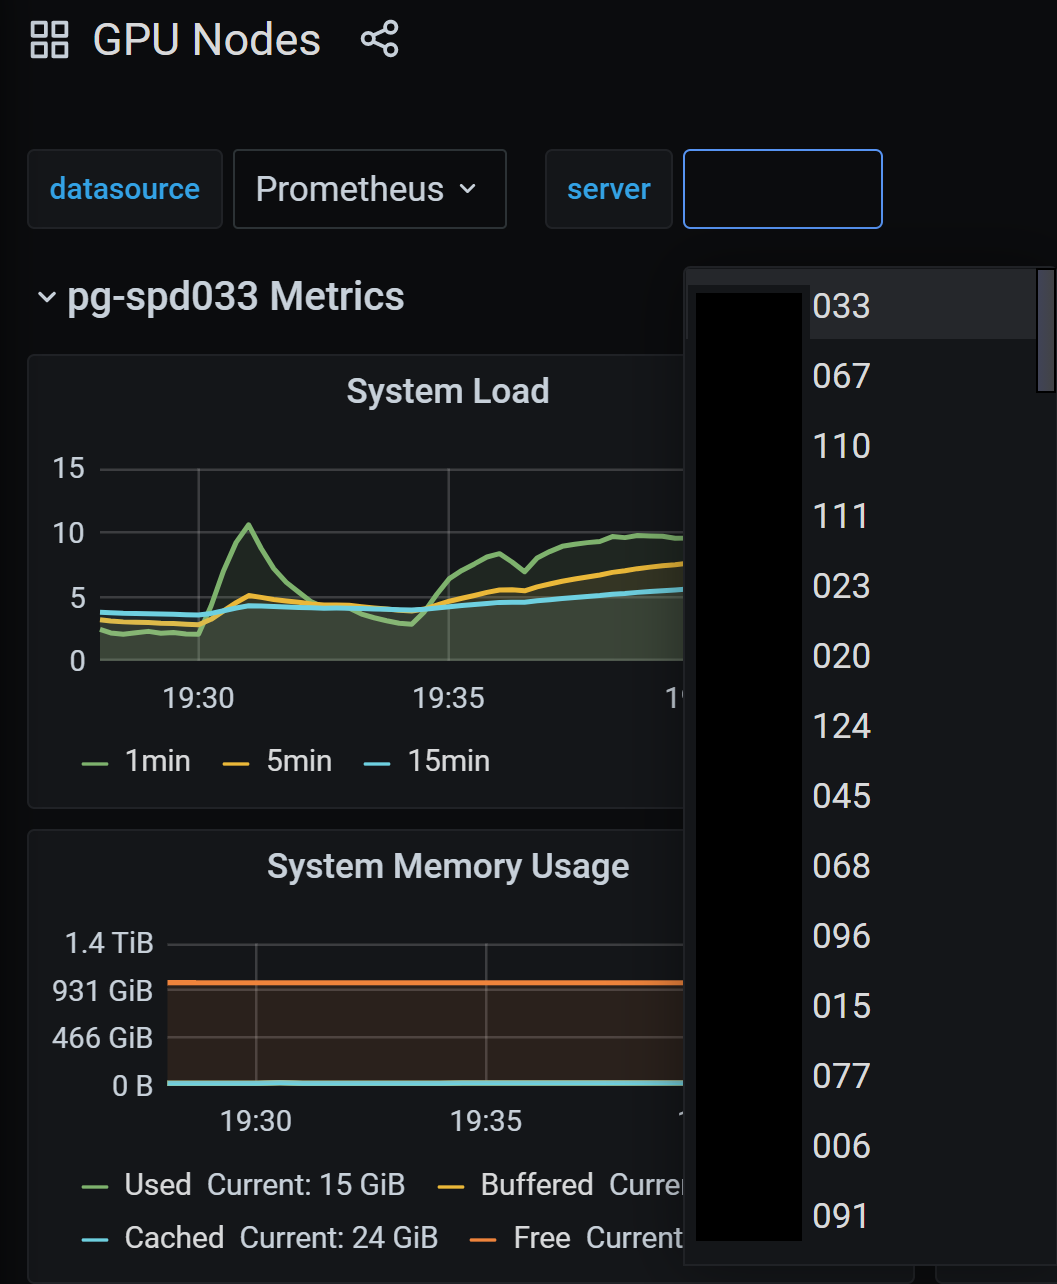 GPU Nodes
datasource Prometheus server
pg-spd033 Metrics
033
067
110
111
023
020
124
045
068
096
015
077
006
091
System Load
15
10
5
0
19:30 19:35
1min 5min 15min
System Memory Usage
1.4 TiB
931 GiB
466 GiB
0 B
19:30 19:35
Used Current: 15 GiB Buffered
Cached Current: 24 GiB Free Current